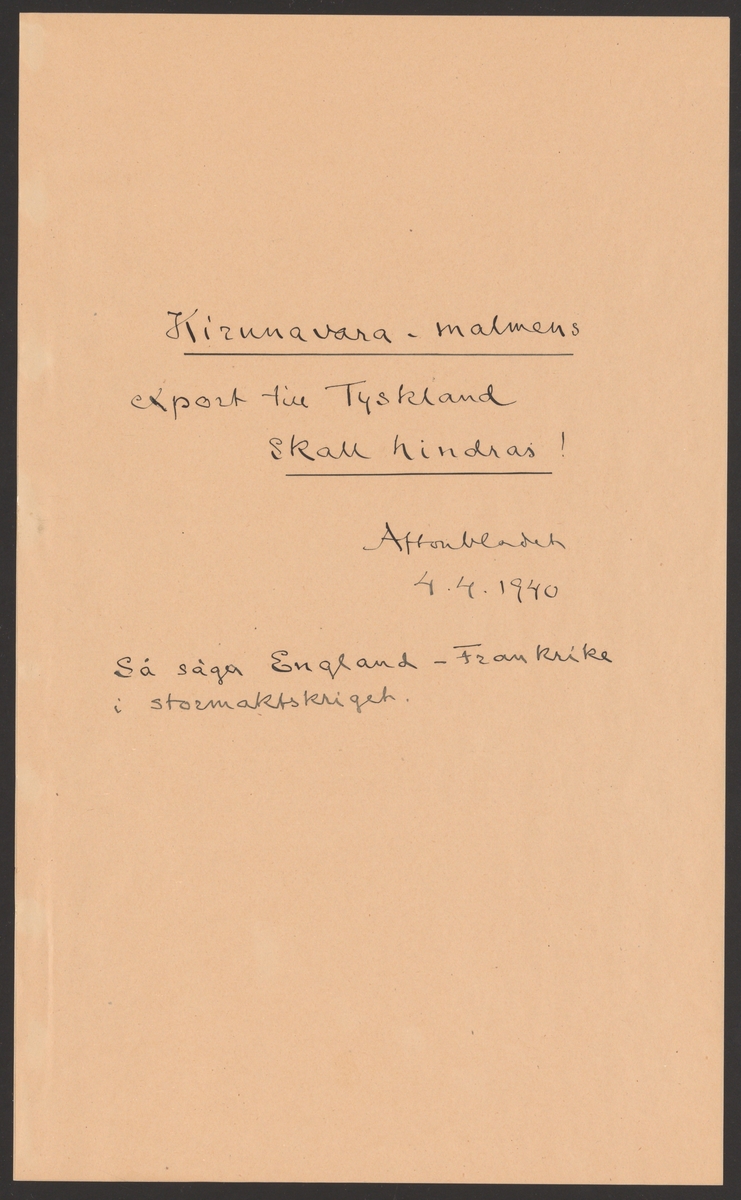 Kirunavara - malmens
export till Tyskland
skall hindras!
Aftonbladet
4.4.1940
Så säger England - Frankrike
i stormaktskriget.